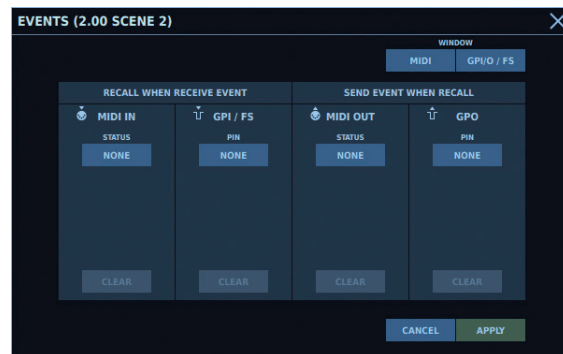 EVENTS (2.00 SCENE 2)
WINDOW
MIDI GPI/O / FS
RECALL WHEN RECEIVE EVENT SEND EVENT WHEN RECALL
MIDI IN GPI / FS MIDI OUT GPO
STATUS PIN STATUS PIN
NONE NONE NONE NONE
CLEAR CLEAR CLEAR CLEAR
CANCEL APPLY